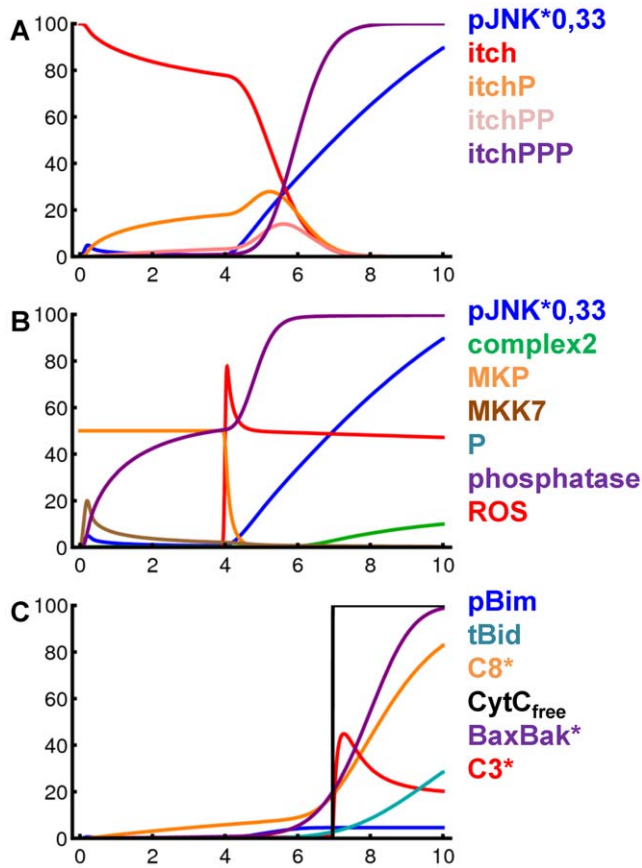 A
100
80
60
40
20
0
0 2 4 6 8 10
pJNK*0,33
itch
itchP
itchPP
itchPPP
B
100
80
60
40
20
0
0 2 4 6 8 10
pJNK*0,33
complex2
MKP
MKK7
P
phosphatase
ROS
C
100
80
60
40
20
0
0 2 4 6 8 10
pBim
tBid
C8*
CytCfree
BaxBak*
C3*